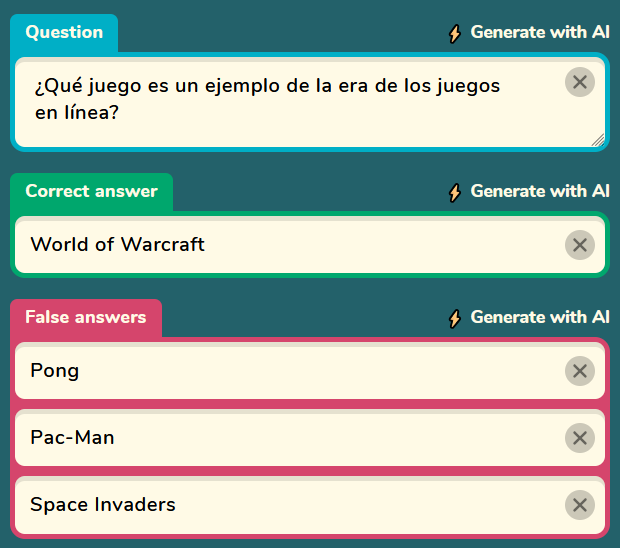 Question
Generate with AI
¿Qué juego es un ejemplo de la era de los juegos
en línea?
Correct answer
Generate with AI
World of Warcraft
False answers
Generate with AI
Pong
Pac-Man
Space Invaders